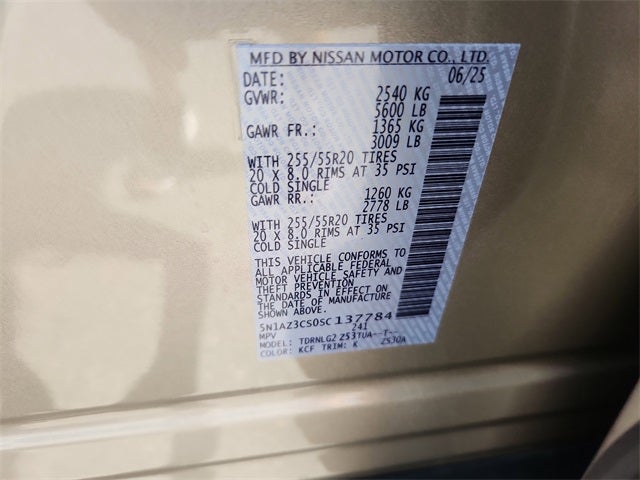 MFD BY NISSAN MOTOR CO., LTD.
DATE: 06/25
GVWR: 2540 KG
5600 LB
GAWR FR.: 1365 KG
3009 LB
WITH 255/55R20 TIRES
20 X 8.0 RIMS AT 35 PSI
COLD SINGLE
GAWR RR.: 1260 KG
2778 LB
WITH 255/55R20 TIRES
20 X 8.0 RIMS AT 35 PSI
COLD SINGLE
THIS VEHICLE CONFORMS TO
ALL APPLICABLE FEDERAL
MOTOR VEHICLE SAFETY AND
THEFT PREVENTION
STANDARDS IN EFFECT ON
THE DATE OF MANUFACTURE
SHOWN ABOVE
5N1AZ3CS0SC137784
MPV 241
MODEL: TDRNLG2 Z53TUA--T--
COLOR: KCF TRIM: K Z53UA